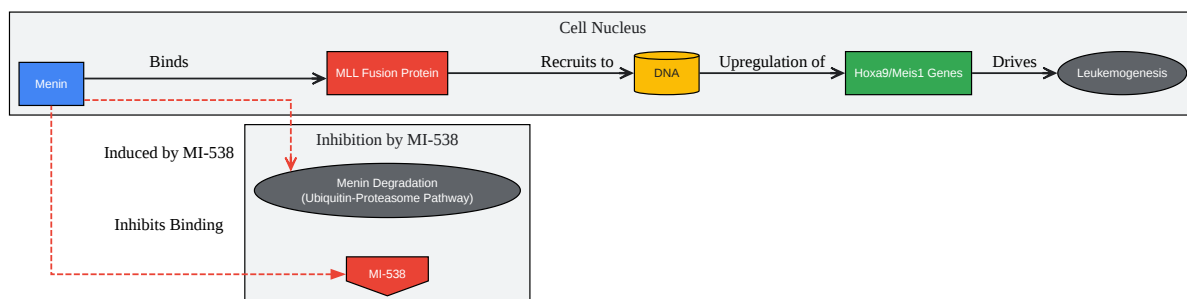 Cell Nucleus
Binds
Recruits to
Upregulation of
Drives
Menin
MLL Fusion Protein
DNA
Hoxa9/Meis1 Genes
Leukemogenesis
Inhibition by MI-538
Induced by MI-538
Menin Degradation
(Ubiquitin-Proteasome Pathway)
Inhibits Binding
MI-538